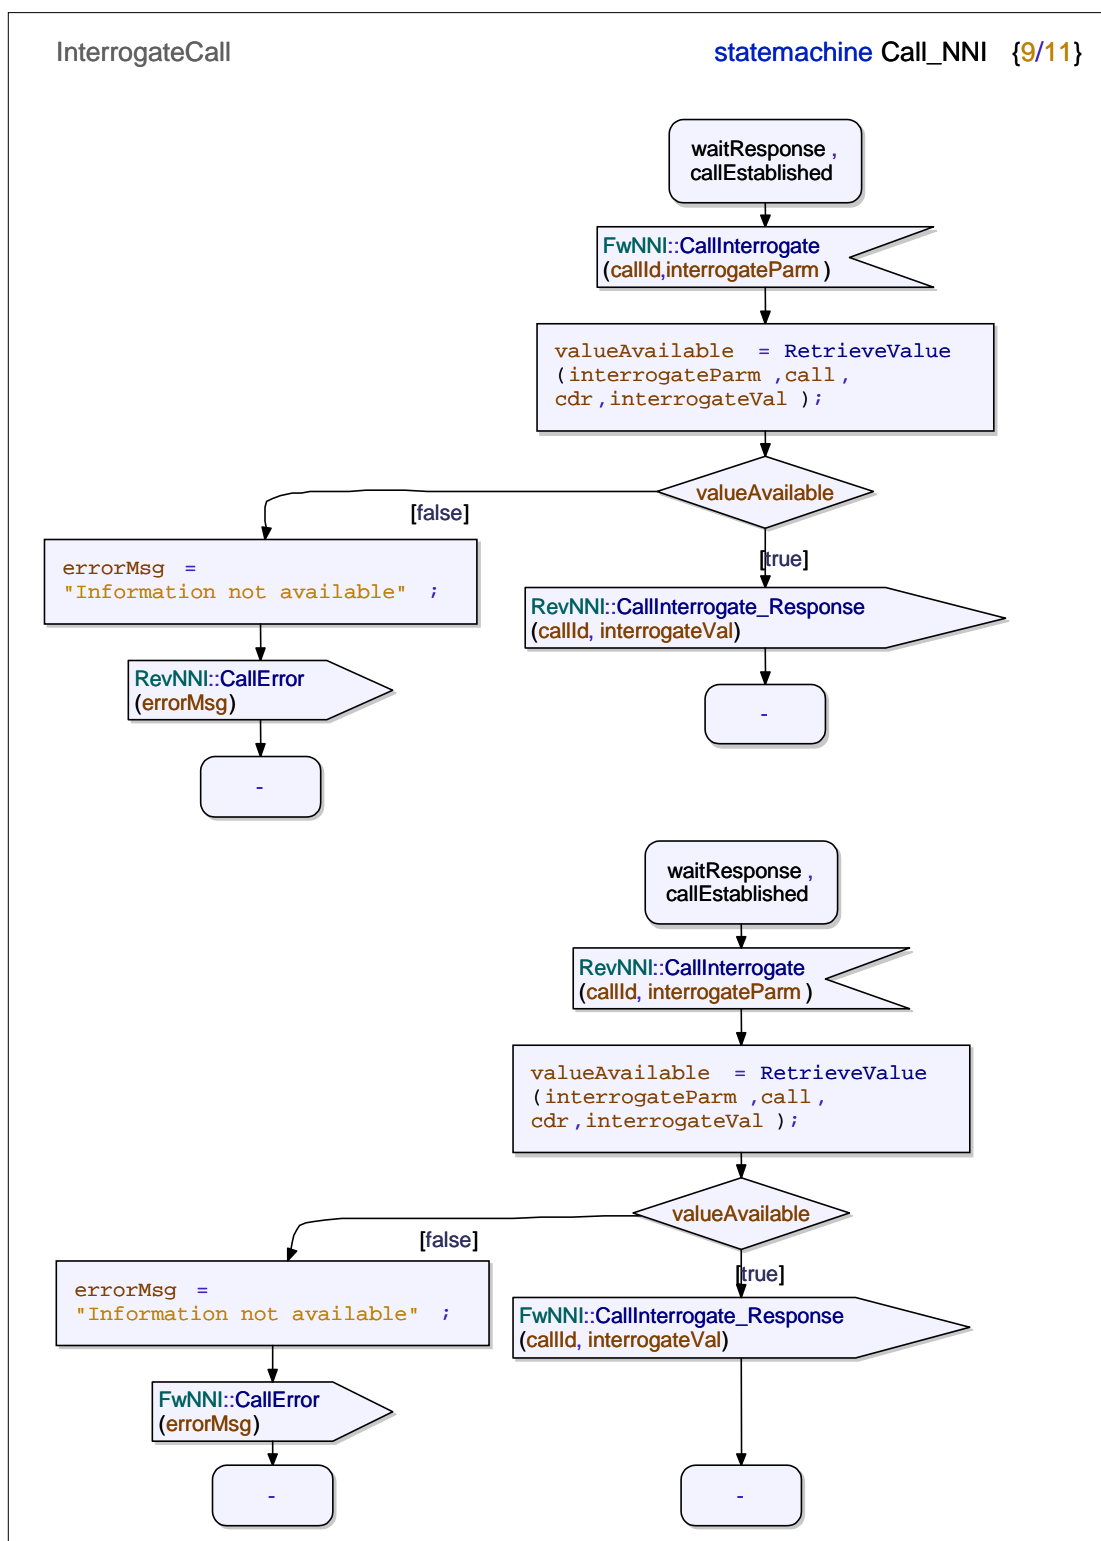 InterrogateCall
statemachine Call_NNI {9/11}
waitResponse ,
callEstablished
FwNNI::CallInterrogate
(callId,interrogateParm )
valueAvailable = RetrieveValue
(interrogateParm ,call ,
cdr ,interrogateVal );
valueAvailable
[false]
[true]
errorMsg =
"Information not available" ;
RevNNI::CallInterrogate_Response
(callId, interrogateVal)
RevNNI::CallError
(errorMsg)
-
-
waitResponse ,
callEstablished
RevNNI::CallInterrogate
(callId, interrogateParm )
valueAvailable = RetrieveValue
(interrogateParm ,call ,
cdr ,interrogateVal );
valueAvailable
[false]
[true]
errorMsg =
"Information not available" ;
FwNNI::CallInterrogate_Response
(callId, interrogateVal)
FwNNI::CallError
(errorMsg)
-
-